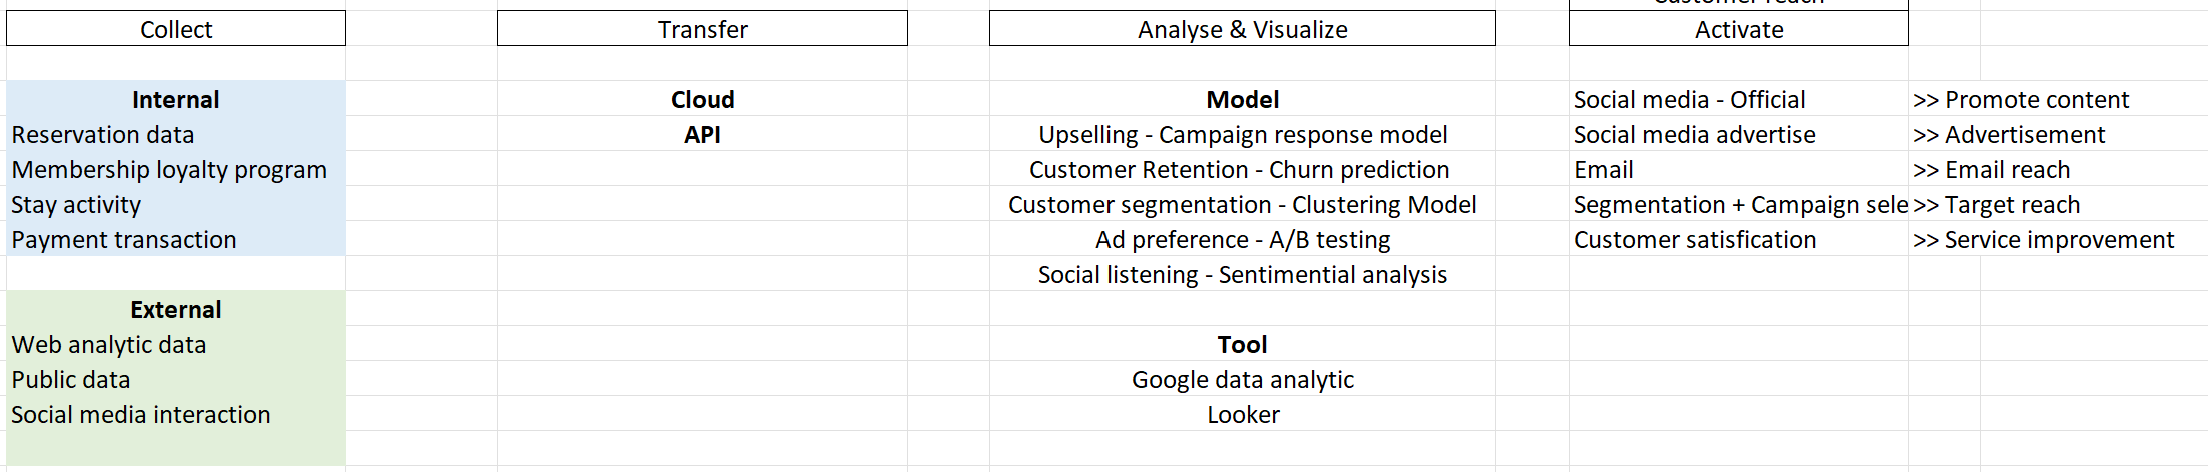 Customer reach
Collect
Transfer
Analyse & Visualize
Activate
Internal
Cloud
Model
Social media - Official
>> Promote content
Reservation data
API
Upselling - Campaign response model
Social media advertise
>> Advertisement
Membership loyalty program
Customer Retention - Churn prediction
Email
>> Email reach
Stay activity
Customer segmentation - Clustering Model
Segmentation + Campaign sele
>> Target reach
Payment transaction
Ad preference - A/B testing
Customer satisfication
>> Service improvement
Social listening - Sentimential analysis
External
Web analytic data
Tool
Public data
Google data analytic
Social media interaction
Looker